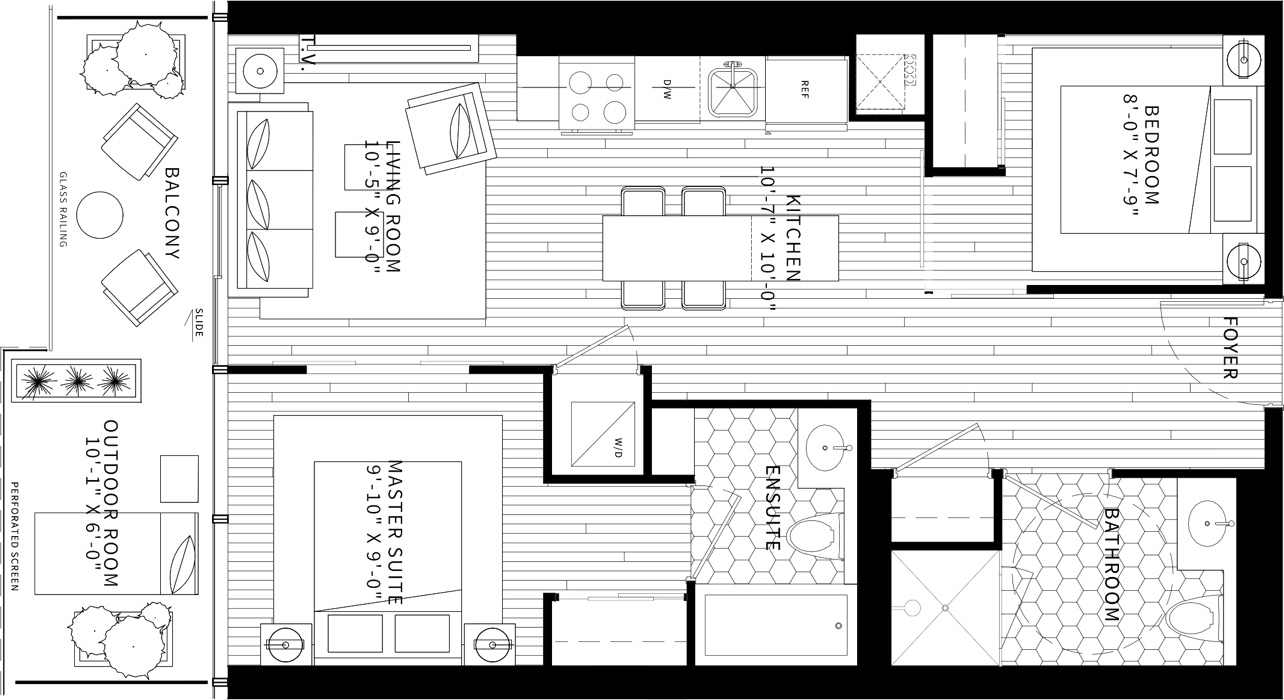 T.V.
D/W
REF
BEDROOM
8'-0" X 7'-9"
LIVING ROOM
10'-5" X 9'-0"
KITCHEN
10'-7" X 10'-0"
BALCONY
GLASS RAILING
SLIDE
FOYER
W/D
OUTDOOR ROOM
10'-1" X 6'-0"
PERFORATED SCREEN
MASTER SUITE
9'-10" X 9'-0"
ENSUITE
BATHROOM